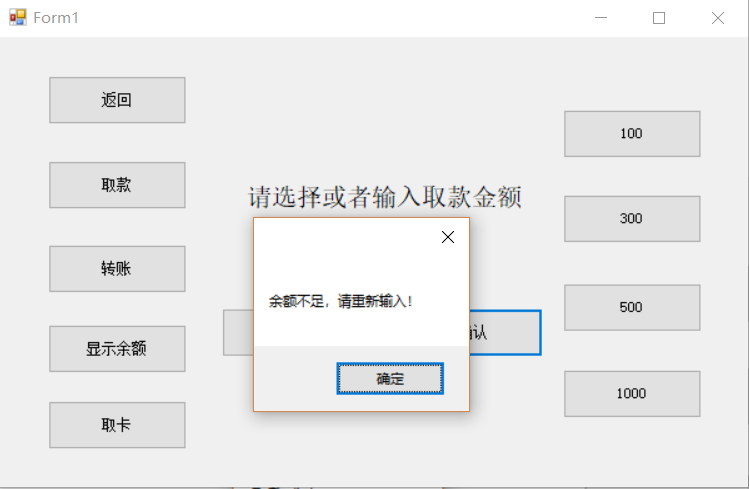 Form1
返回
取款
转账
显示余额
取卡
请选择或者输入取款金额
余额不足，请重新输入！
确定
100
300
500
1000